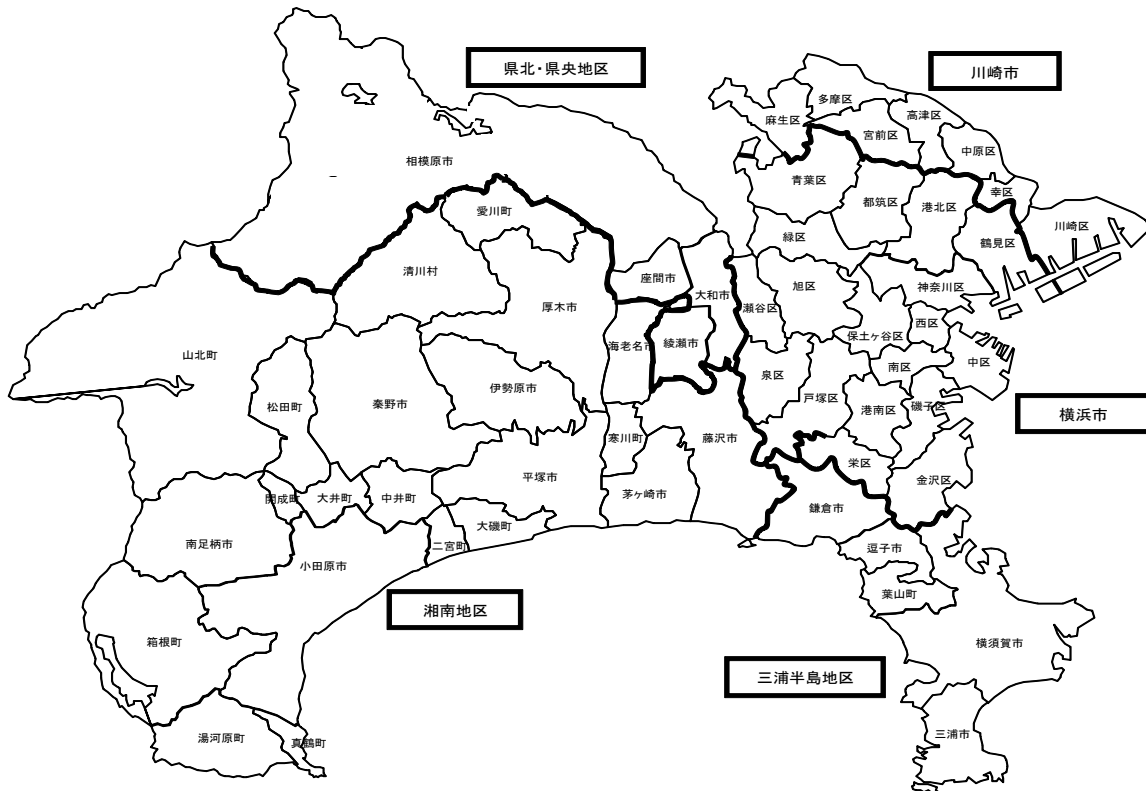 県北・県央地区
川崎市
多摩区
麻生区
高津区
宮前区
中原区
相模原市
青葉区
幸区
都筑区
港北区
愛川町
川崎区
鶴見区
緑区
清川村
座間市
旭区
神奈川区
大和市
厚木市
瀬谷区
西区
保土ヶ谷区
海老名市
綾瀬市
山北町
中区
南区
泉区
伊勢原市
秦野市
戸塚区
松田町
港南区
磯子区
横浜市
寒川町
藤沢市
栄区
平塚市
金沢区
茅ヶ崎市
開成町
大井町
中井町
鎌倉市
大磯町
南足柄市
二宮町
逗子市
小田原市
葉山町
湘南地区
箱根町
横須賀市
三浦半島地区
三浦市
湯河原町
真鶴町